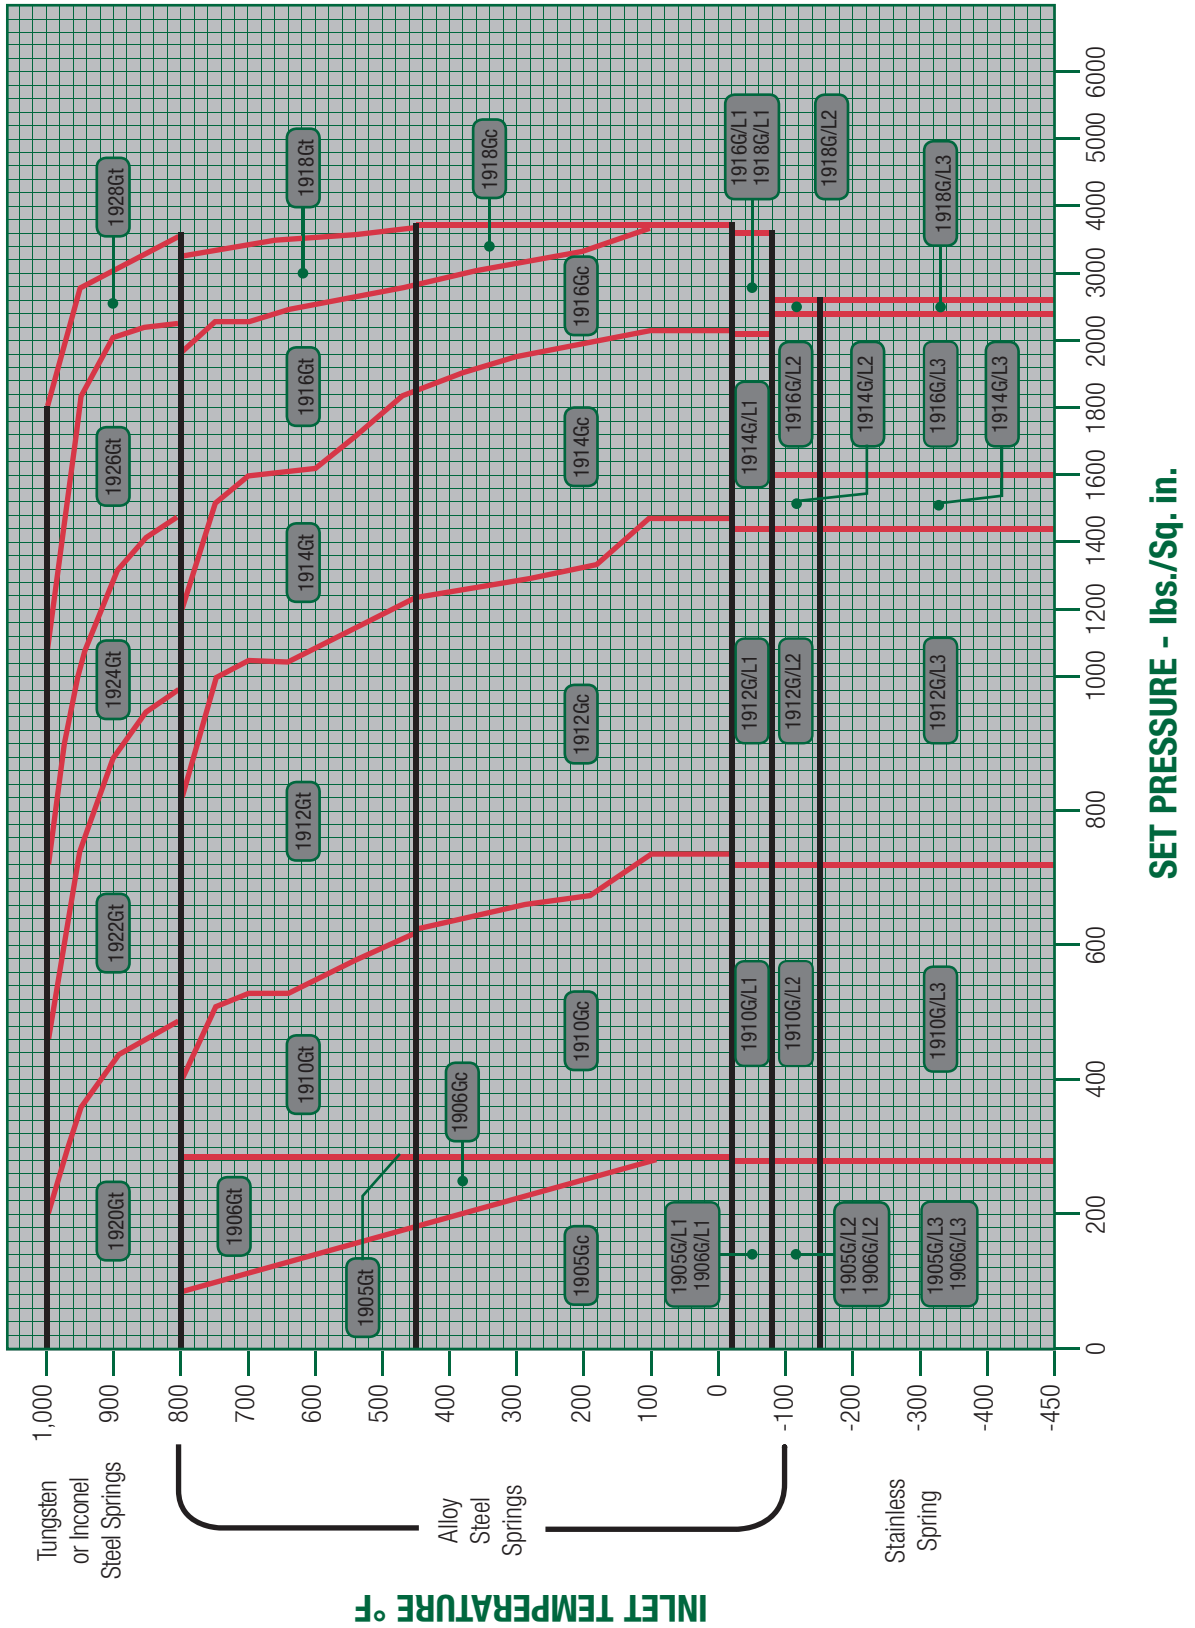 INLET TEMPERATURE °F
Tungsten
or Inconel
Steel Springs
Alloy
Steel
Springs
Stainless
Spring
1,000
900
800
700
600
500
400
300
200
100
0
-100
-200
-300
-400
-450
1920Gt
1922Gt
1924Gt
1926Gt
1928Gt
1906Gt
1905Gt
1910Gt
1912Gt
1914Gt
1916Gt
1918Gt
1906Gc
1918Gc
1905Gc
1910Gc
1912Gc
1914Gc
1916Gc
1905G/L1
1906G/L1
1910G/L1
1912G/L1
1914G/L1
1916G/L1
1918G/L1
1905G/L2
1906G/L2
1910G/L2
1912G/L2
1916G/L2
1914G/L2
1918G/L2
1905G/L3
1906G/L3
1910G/L3
1912G/L3
1916G/L3
1914G/L3
1918G/L3
0
200
400
600
800
1000
1200
1400
1600
1800
2000
3000
4000
5000
6000
SET PRESSURE - lbs./Sq. in.